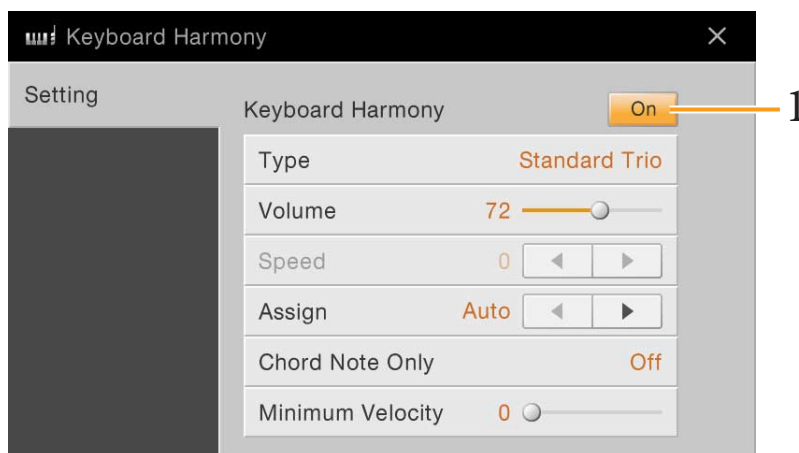 Keyboard Harmony
Setting
Keyboard Harmony On 1
Type Standard Trio
Volume 72
Speed 0
Assign Auto
Chord Note Only Off
Minimum Velocity 0